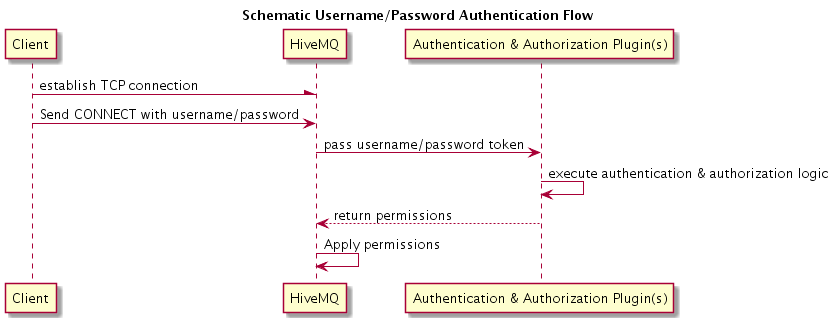 Schematic Username/Password Authentication Flow
Client
HiveMQ
Authentication & Authorization Plugin(s)
establish TCP connection
Send CONNECT with username/password
pass username/password token
execute authentication & authorization logic
return permissions
Apply permissions
Client
HiveMQ
Authentication & Authorization Plugin(s)